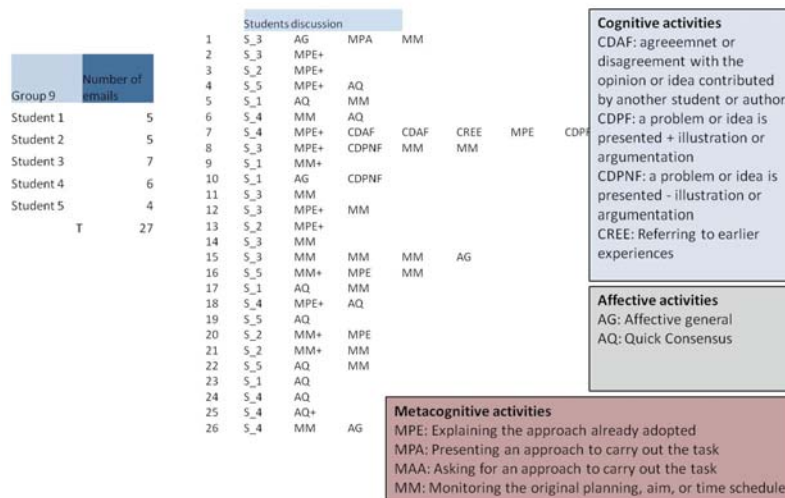 Group 9 Number of emails
Student 1 5
Student 2 5
Student 3 7
Student 4 6
Student 5 4
T 27
Students discussion
1 S_3 AG MPA MM
2 S_3 MPE+
3 S_2 MPE+
4 S_5 MPE+ AQ
5 S_1 AQ MM
6 S_4 MM AQ
7 S_4 MPE+ CDAF CDAF CREE MPE CDPF
8 S_3 MPE+ CDPNF MM MM
9 S_1 MM+
10 S_1 AG CDPNF
11 S_3 MM
12 S_3 MPE+ MM
13 S_2 MPE+
14 S_3 MM
15 S_3 MM MM MM AG
16 S_5 MM+ MPE MM
17 S_1 AQ MM
18 S_4 MPE+ AQ
19 S_5 AQ
20 S_2 MM+ MPE
21 S_2 MM+ MM
22 S_5 AQ MM
23 S_1 AQ
24 S_4 AQ
25 S_4 AQ+
26 S_4 MM AG
Cognitive activities
CDAF: agreeemnet or
disagreement with the
opinion or idea contributed
by another student or author
CDPF: a problem or idea is
presented + illustration or
argumentation
CDPNF: a problem or idea is
presented - illustration or
argumentation
CREE: Referring to earlier
experiences
Affective activities
AG: Affective general
AQ: Quick Consensus
Metacognitive activities
MPE: Explaining the approach already adopted
MPA: Presenting an approach to carry out the task
MAA: Asking for an approach to carry out the task
MM: Monitoring the original planning, aim, or time schedule